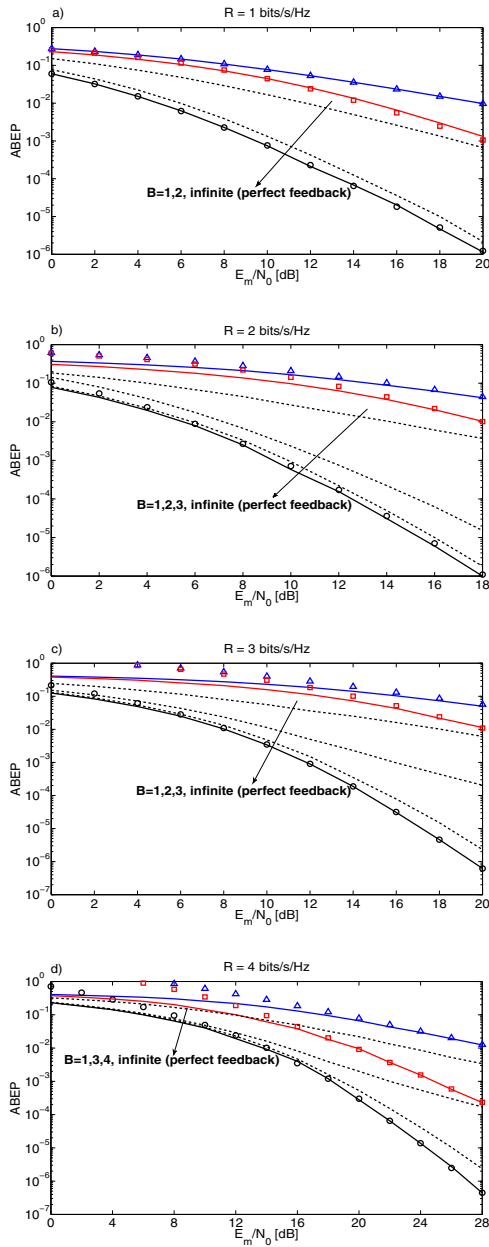 a) R = 1 bits/s/Hz
10^0
10^−1
10^−2
10^−3
10^−4
10^−5
10^−6
ABEP
B=1,2, infinite (perfect feedback)
0 2 4 6 8 10 12 14 16 18 20
E_m/N_0 [dB]
b) R = 2 bits/s/Hz
10^0
10^−1
10^−2
10^−3
10^−4
10^−5
10^−6
ABEP
B=1,2,3, infinite (perfect feedback)
0 2 4 6 8 10 12 14 16 18
E_m/N_0 [dB]
c) R = 3 bits/s/Hz
10^0
10^−1
10^−2
10^−3
10^−4
10^−5
10^−6
10^−7
ABEP
B=1,2,3, infinite (perfect feedback)
0 2 4 6 8 10 12 14 16 18 20
E_m/N_0 [dB]
d) R = 4 bits/s/Hz
10^0
10^−1
10^−2
10^−3
10^−4
10^−5
10^−6
10^−7
ABEP
B=1,3,4, infinite (perfect feedback)
0 4 8 12 16 20 24 28
E_m/N_0 [dB]